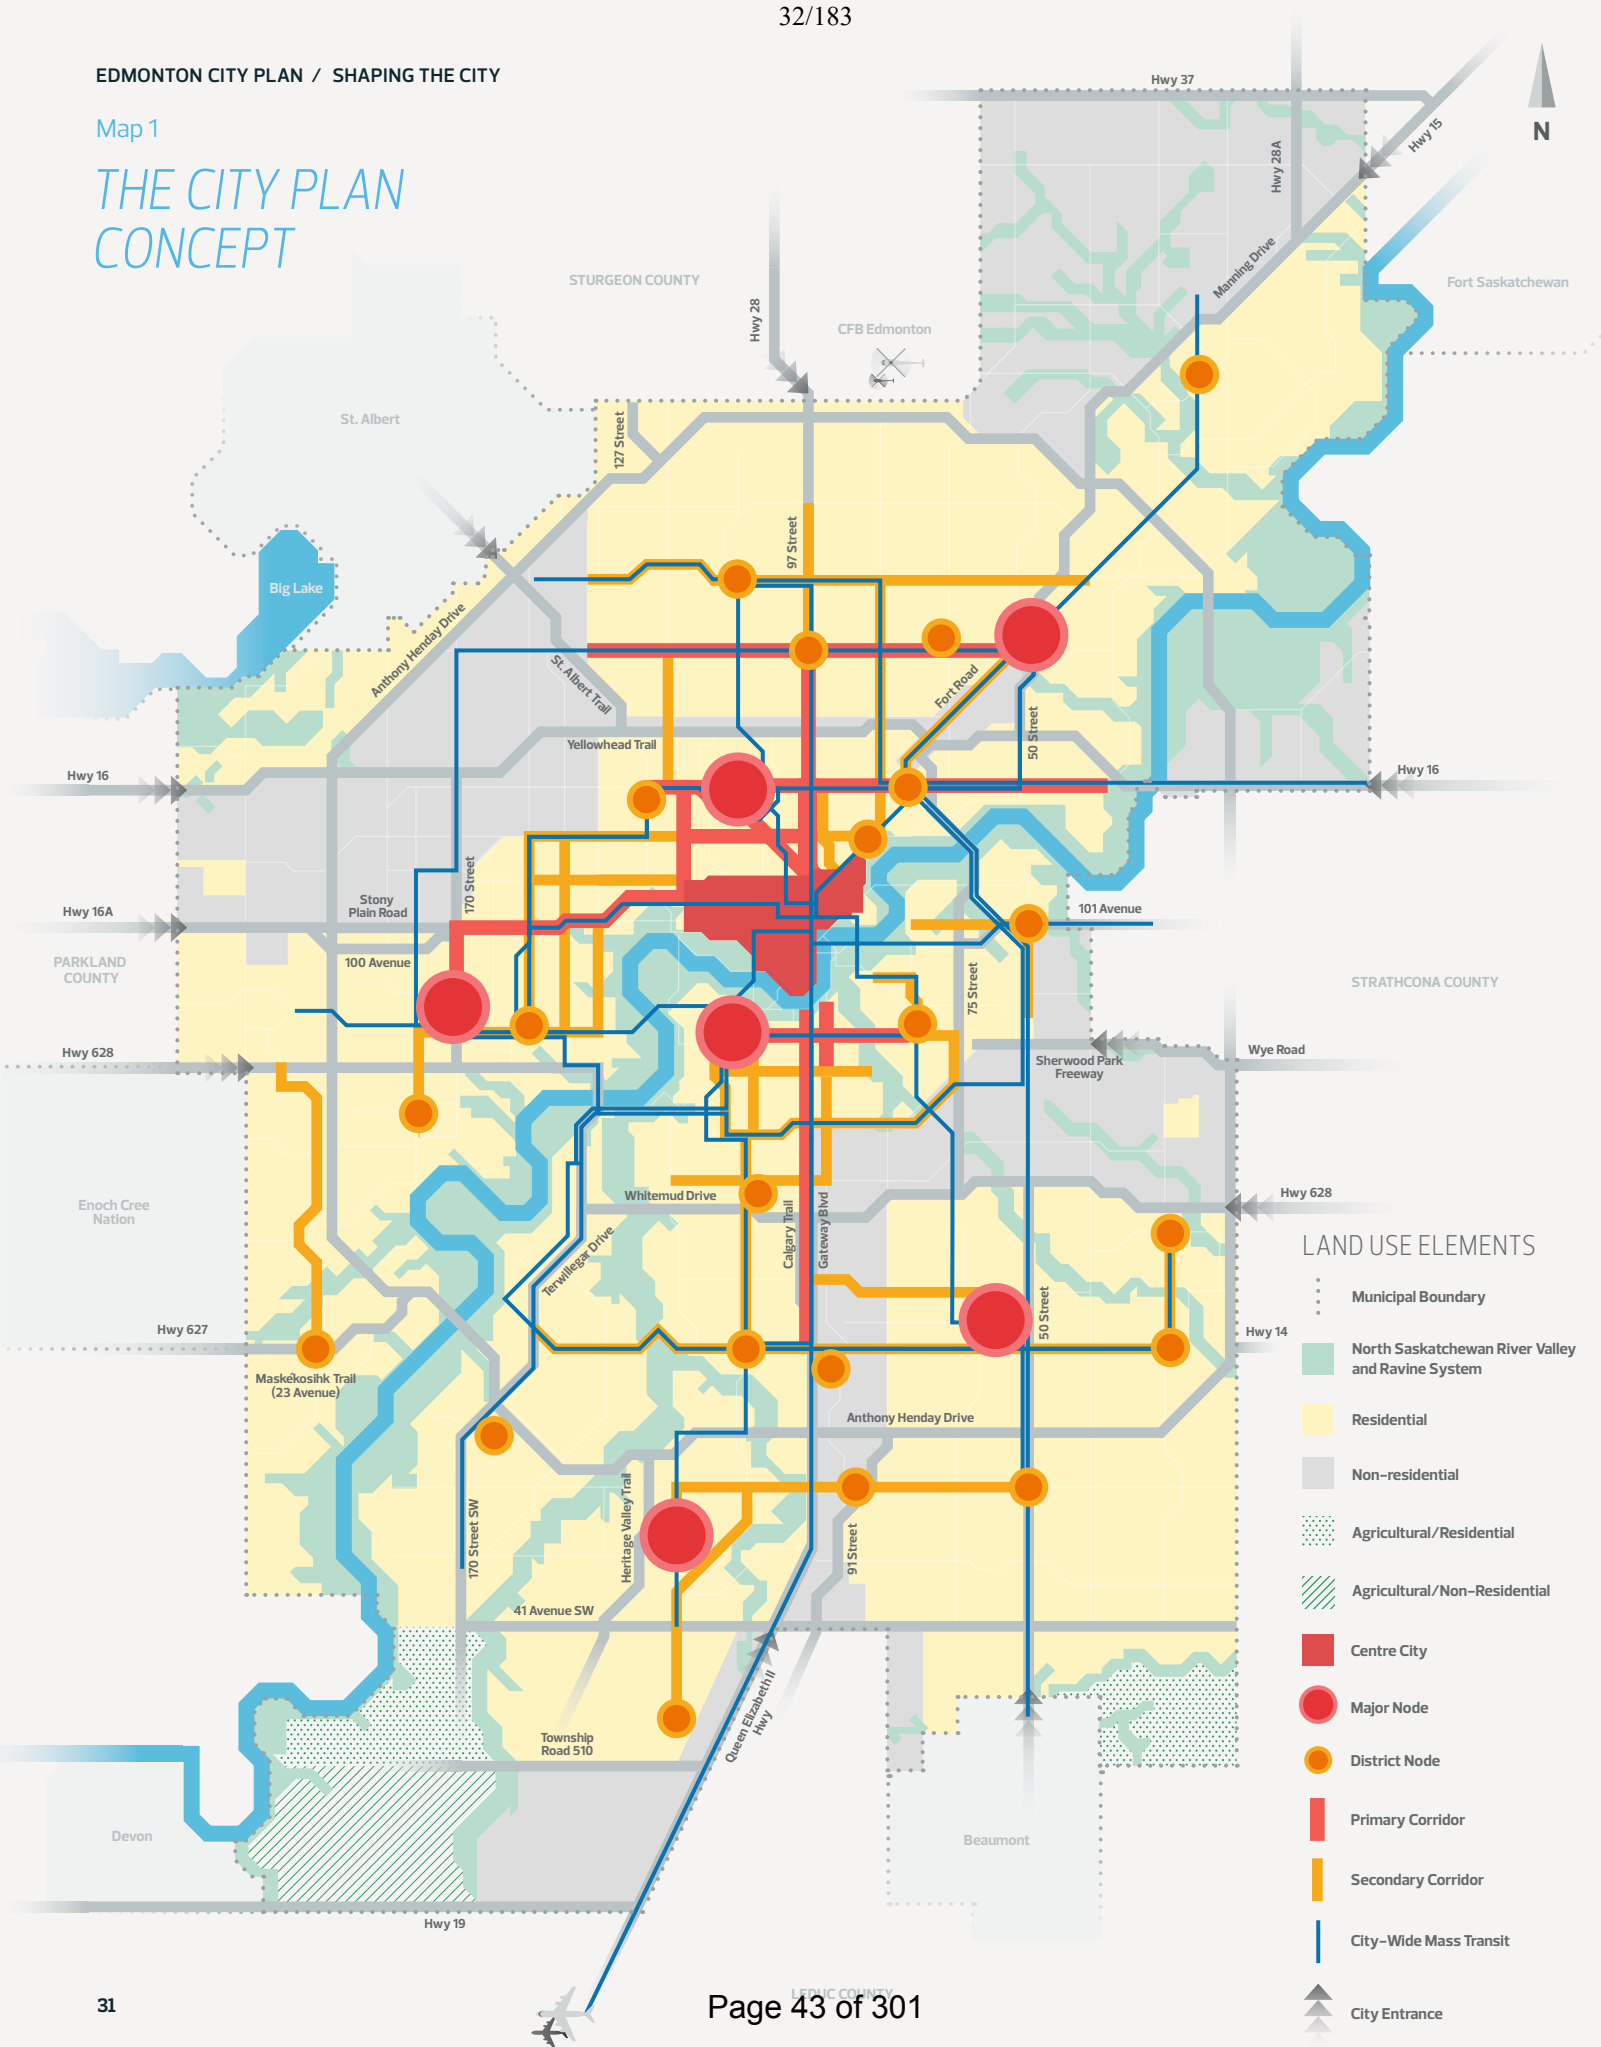 32/183
EDMONTON CITY PLAN / SHAPING THE CITY
Map 1
THE CITY PLAN
CONCEPT
Hwy 37
Hwy 15
N
Hwy 28A
Manning Drive
STURGEON COUNTY
Fort Saskatchewan
Hwy 28
CFB Edmonton
St. Albert
127 Street
97 Street
Big Lake
Anthony Henday Drive
St. Albert Trail
Fort Road
50 Street
Yellowhead Trail
Hwy 16
Hwy 16
170 Street
Stony
Plain Road
Hwy 16A
101 Avenue
PARKLAND
COUNTY
100 Avenue
75 Street
STRATHCONA COUNTY
Hwy 628
Wye Road
Sherwood Park
Freeway
Enoch Cree
Nation
Whitemud Drive
Calgary Trail
Gateway Blvd
Hwy 628
Terwillegar Drive
LAND USE ELEMENTS
Municipal Boundary
50 Street
Hwy 627
Hwy 14
North Saskatchewan River Valley
and Ravine System
Maskêkosihk Trail
(23 Avenue)
Anthony Henday Drive
Residential
Non-residential
170 Street SW
Heritage Valley Trail
91 Street
Agricultural/Residential
Agricultural/Non-Residential
41 Avenue SW
Centre City
Queen Elizabeth II
Hwy
Major Node
Township
Road 510
District Node
Devon
Beaumont
Primary Corridor
Secondary Corridor
Hwy 19
City-Wide Mass Transit
LEDUC COUNTY
31
Page 43 of 301
City Entrance